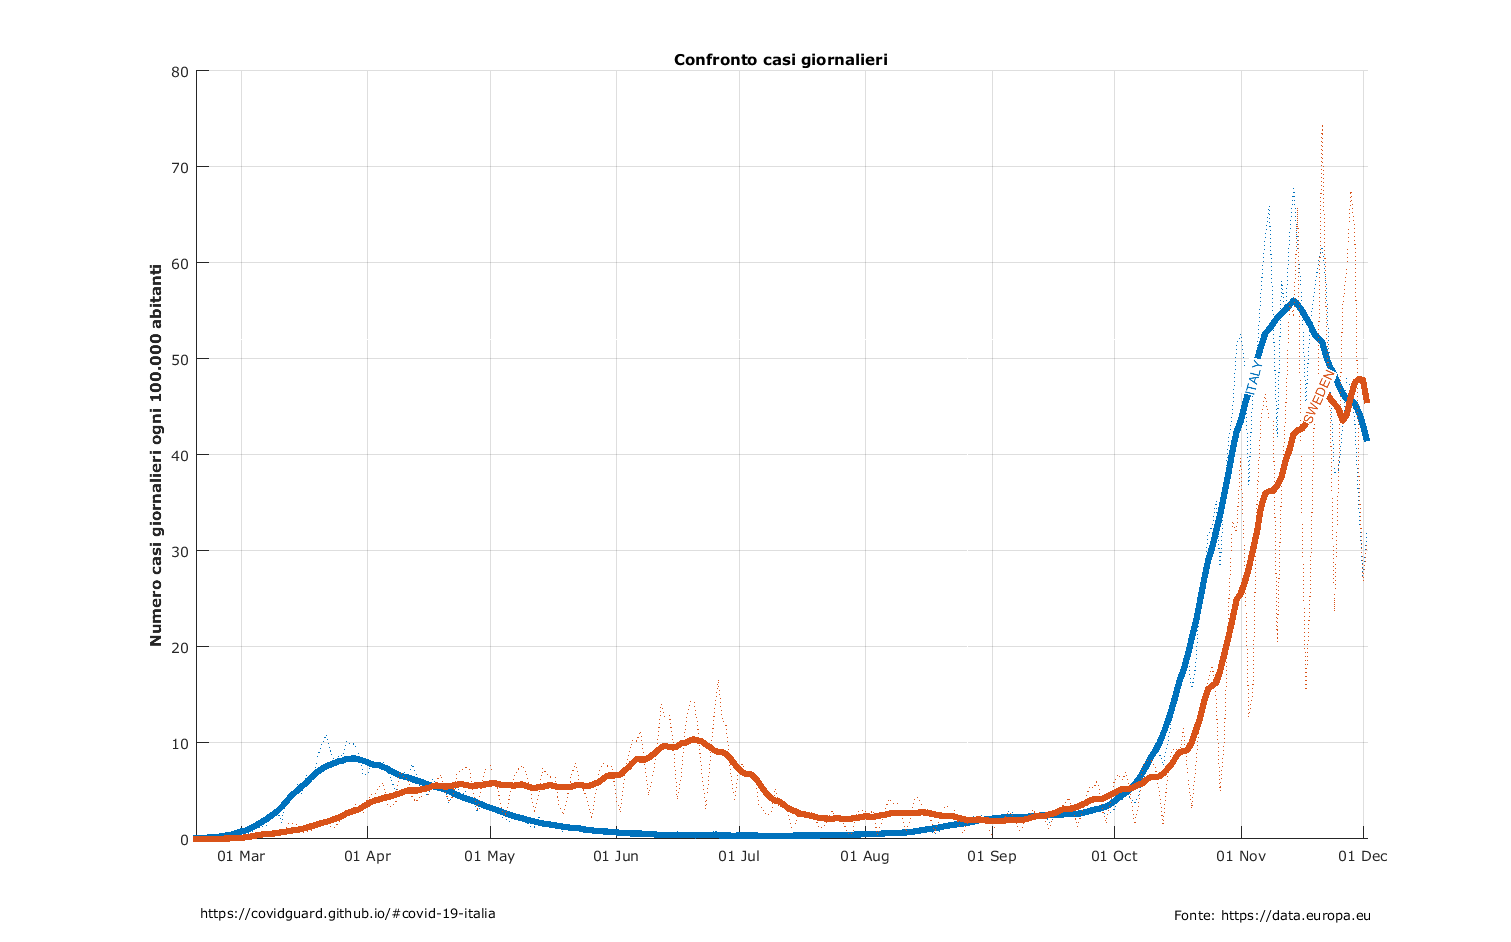 Confronto casi giornalieri
Numero casi giornalieri ogni 100.000 abitanti
80
70
60
50
40
30
20
10
0
ITALY
SWEDEN
01 Mar
01 Apr
01 May
01 Jun
01 Jul
01 Aug
01 Sep
01 Oct
01 Nov
01 Dec
https://covidguard.github.io/#covid-19-italia
Fonte: https://data.europa.eu